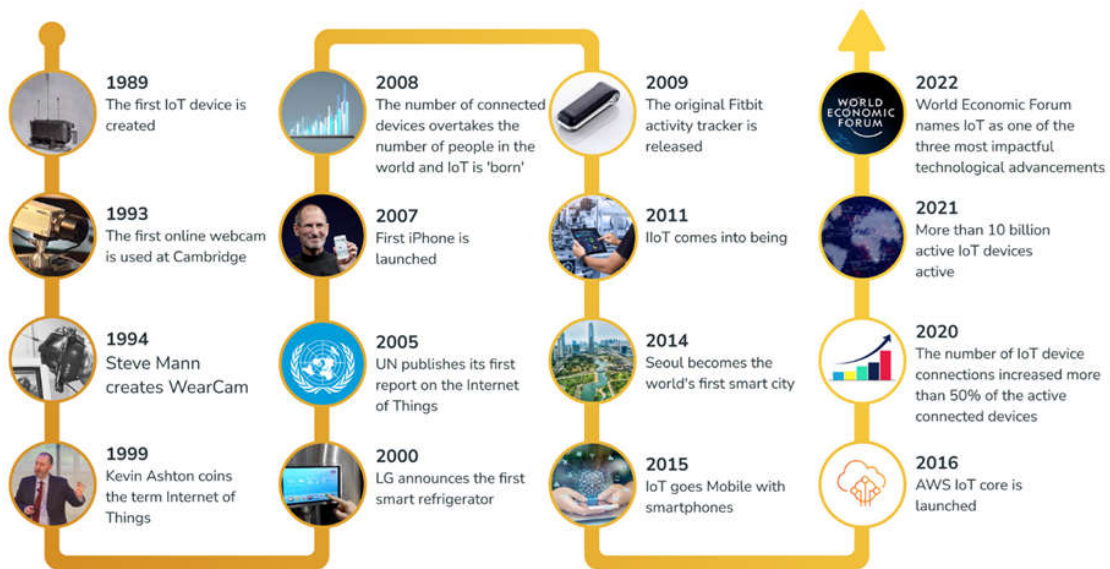 1989
The first IoT device is
created
1993
The first online webcam
is used at Cambridge
1994
Steve Mann
creates WearCam
1999
Kevin Ashton coins
the term Internet of
Things
2000
LG announces the first
smart refrigerator
2005
UN publishes its first
report on the Internet
of Things
2007
First iPhone is
launched
2008
The number of connected
devices overtakes the
number of people in the
world and IoT is 'born'
2009
The original Fitbit
activity tracker is
released
2011
IIoT comes into being
2014
Seoul becomes the
world's first smart city
2015
IoT goes Mobile with
smartphones
2016
AWS IoT core is
launched
2020
The number of IoT device
connections increased more
than 50% of the active
connected devices
2021
More than 10 billion
active IoT devices
active
WORLD
ECONOMIC
FORUM
2022
World Economic Forum
names IoT as one of the
three most impactful
technological advancements